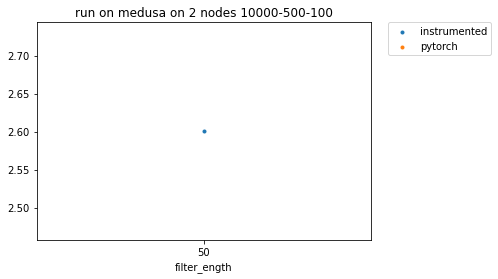 run on medusa on 2 nodes 10000-500-100
instrumented
pytorch
2.70
2.65
2.60
2.55
2.50
50
filter_ength